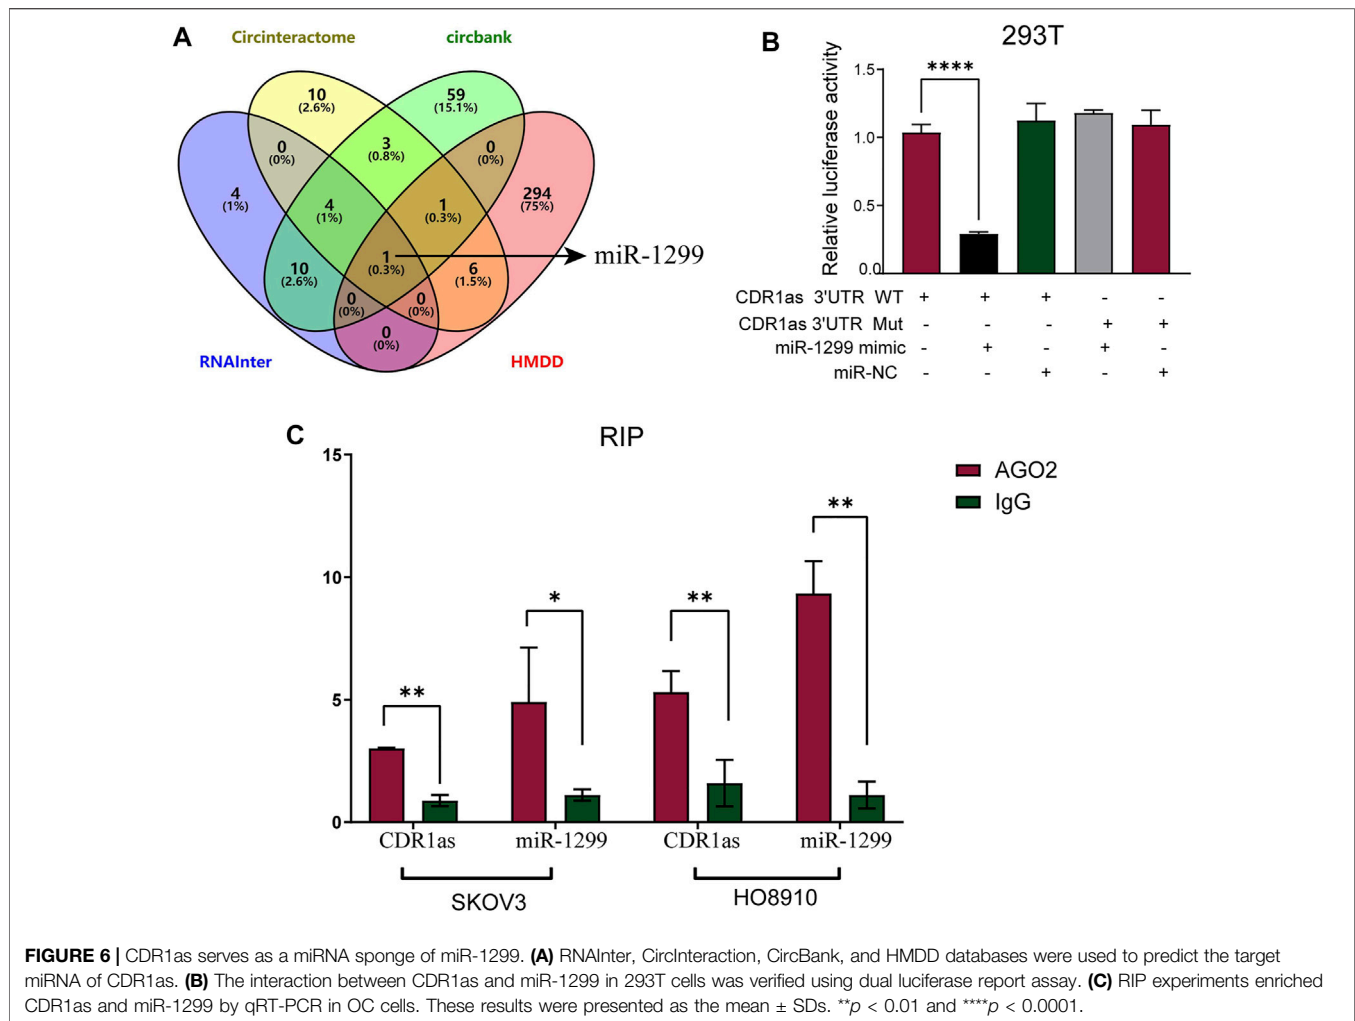 A
Circinteractome
circbank
10
(2.6%)
59
(15.1%)
0
(0%)
3
(0.8%)
0
(0%)
4
(1%)
4
(1%)
1
(0.3%)
294
(75%)
10
(2.6%)
1
(0.3%)
6
(1.5%)
miR-1299
0
(0%)
0
(0%)
0
(0%)
RNAInter
HMDD
B
293T
Relative luciferase activity
1.5
1.0
0.5
0.0
****
CDR1as 3'UTR WT + + + - -
CDR1as 3'UTR Mut - - - + +
miR-1299 mimic - + - + -
miR-NC - - + - +
C
RIP
15
10
5
0
**
*
**
**
AGO2
IgG
CDR1as miR-1299 CDR1as miR-1299
SKOV3 HO8910
FIGURE 6 | CDR1as serves as a miRNA sponge of miR-1299. (A) RNAInter, CircInteraction, CircBank, and HMDD databases were used to predict the target
miRNA of CDR1as. (B) The interaction between CDR1as and miR-1299 in 293T cells was verified using dual luciferase report assay. (C) RIP experiments enriched
CDR1as and miR-1299 by qRT-PCR in OC cells. These results were presented as the mean ± SDs. **p < 0.01 and ****p < 0.0001.